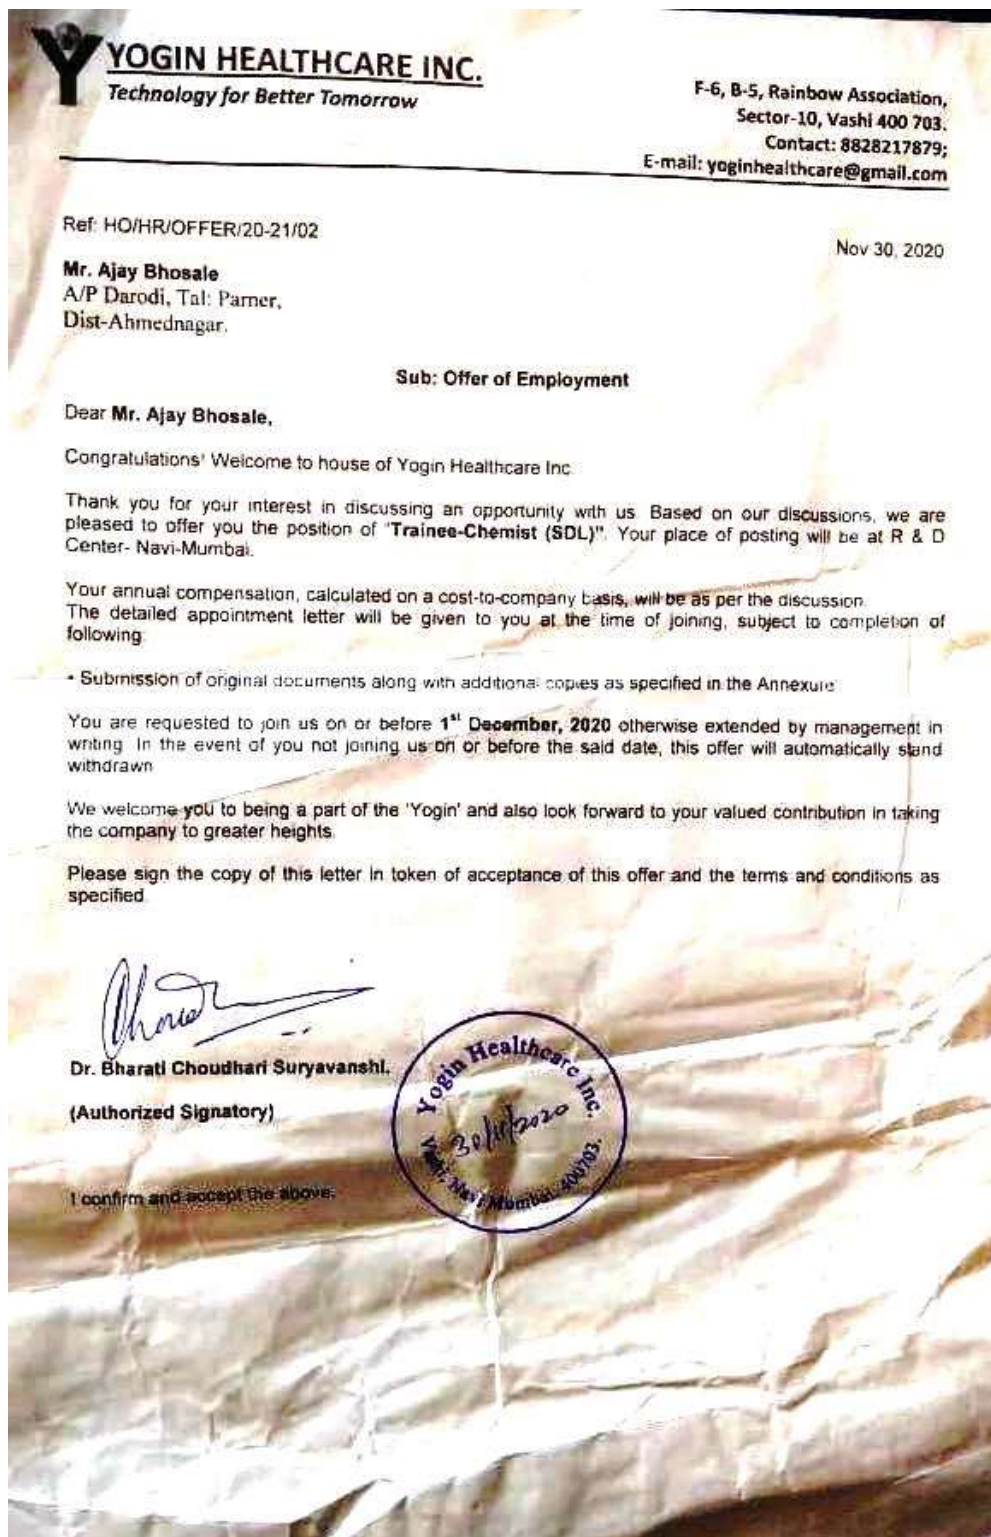 YOGIN HEALTHCARE INC.
Technology for Better Tomorrow
F-6, B-5, Rainbow Association,
Sector-10, Vashi 400 703.
Contact: 8828217879;
E-mail: yoginhealthcare@gmail.com
Ref: HO/HR/OFFER/20-21/02
Nov 30, 2020
Mr. Ajay Bhosale
A/P Darodi, Tal: Parner,
Dist-Ahmednagar.
Sub: Offer of Employment
Dear Mr. Ajay Bhosale,
Congratulations! Welcome to house of Yogin Healthcare Inc.
Thank you for your interest in discussing an opportunity with us. Based on our discussions, we are
pleased to offer you the position of "Trainee-Chemist (SDL)". Your place of posting will be at R & D
Center- Navi-Mumbai.
Your annual compensation, calculated on a cost-to-company basis, will be as per the discussion.
The detailed appointment letter will be given to you at the time of joining, subject to completion of
following:
• Submission of original documents along with additional copies as specified in the Annexure
You are requested to join us on or before 1st December, 2020 otherwise extended by management in
writing. In the event of you not joining us on or before the said date, this offer will automatically stand
withdrawn
We welcome you to being a part of the 'Yogin' and also look forward to your valued contribution in taking
the company to greater heights.
Please sign the copy of this letter in token of acceptance of this offer and the terms and conditions as
specified.
Dr. Bharati Choudhari Suryavanshi.
(Authorized Signatory)
Yogin Healthcare Inc.
30/11/2020
Vashi, Navi Mumbai. 400703.
I confirm and accept the above.